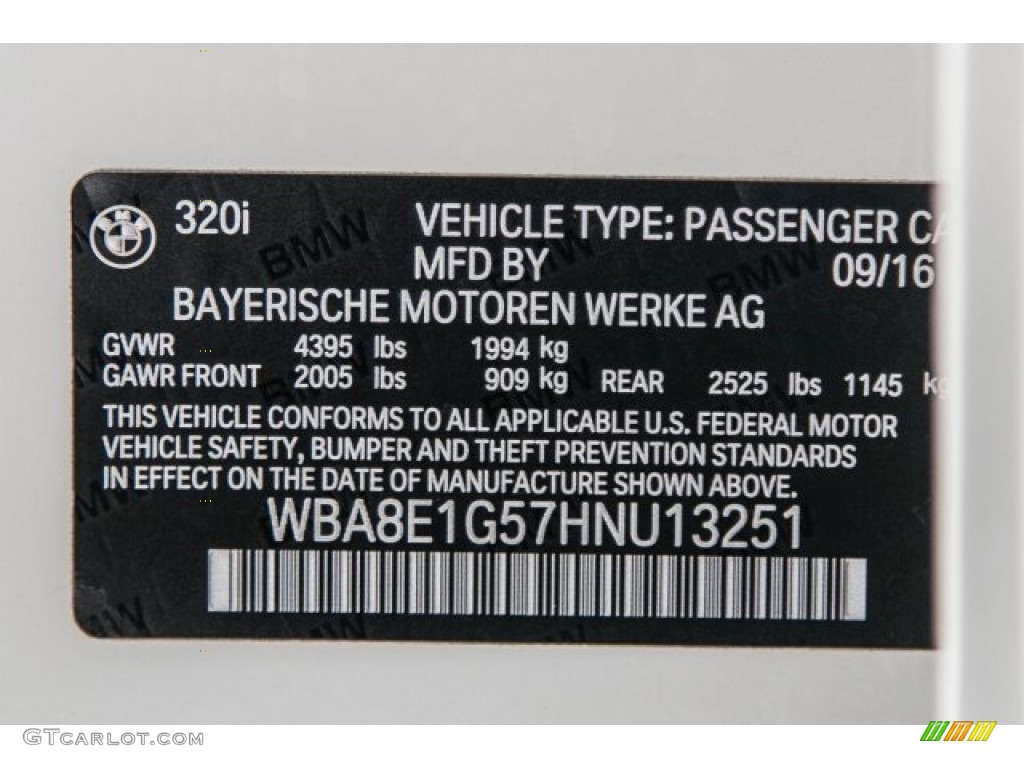 320i VEHICLE TYPE: PASSENGER CA
MFD BY 09/16
BAYERISCHE MOTOREN WERKE AG
GVWR 4395 lbs 1994 kg
GAWR FRONT 2005 lbs 909 kg REAR 2525 lbs 1145 kg
THIS VEHICLE CONFORMS TO ALL APPLICABLE U.S. FEDERAL MOTOR
VEHICLE SAFETY, BUMPER AND THEFT PREVENTION STANDARDS
IN EFFECT ON THE DATE OF MANUFACTURE SHOWN ABOVE.
WBA8E1G57HNU13251
GTCARLOT.COM